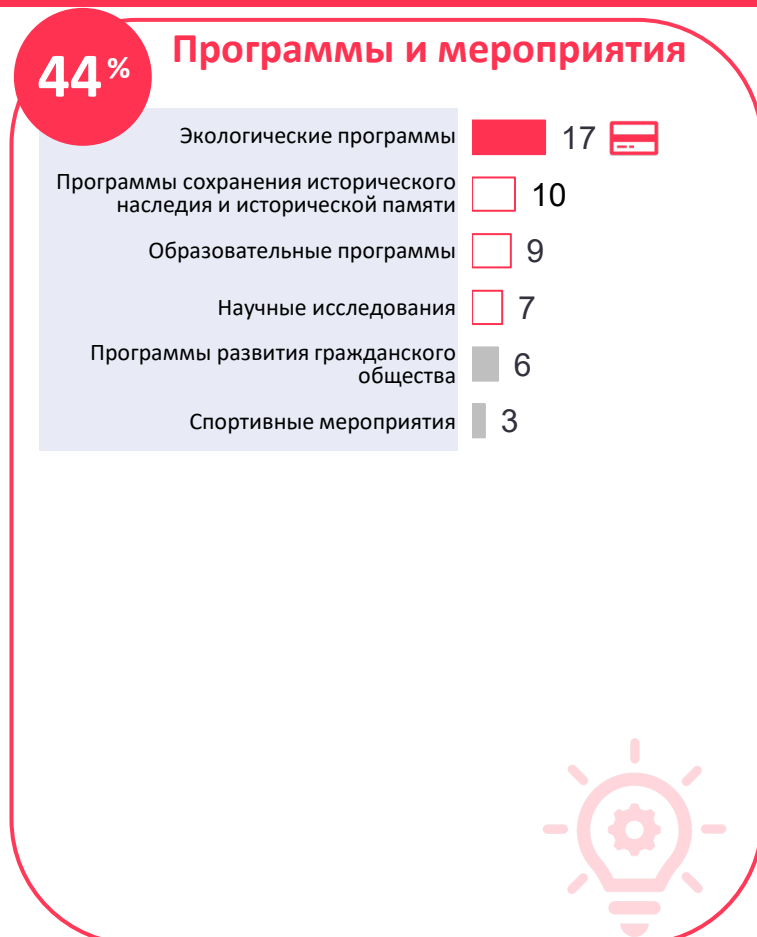 44%
Программы и мероприятия
Экологические программы 17
Программы сохранения исторического
наследия и исторической памяти 10
Образовательные программы 9
Научные исследования 7
Программы развития гражданского
общества 6
Спортивные мероприятия 3